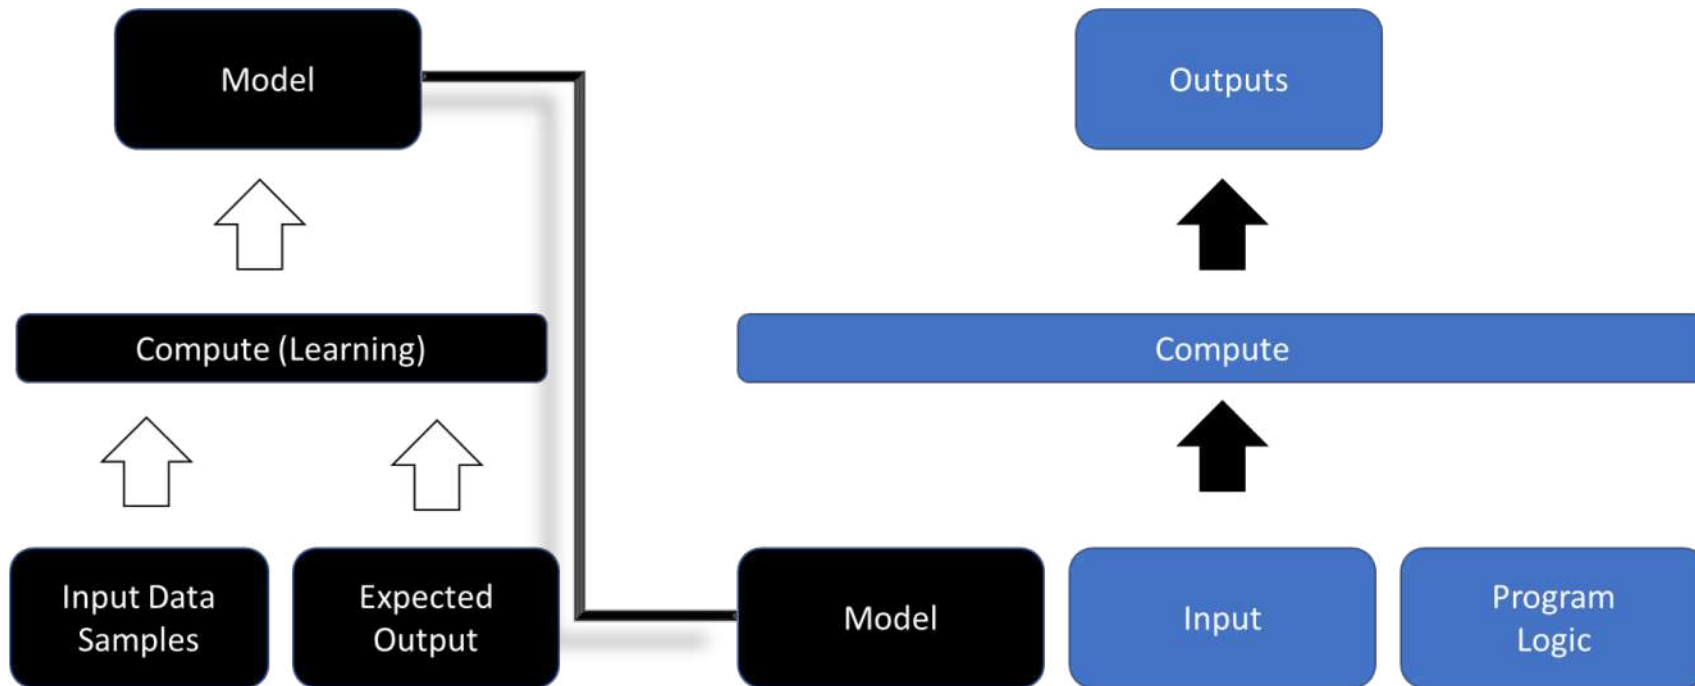 Model
Outputs
Compute (Learning)
Compute
Input Data
Samples
Expected
Output
Model
Input
Program
Logic